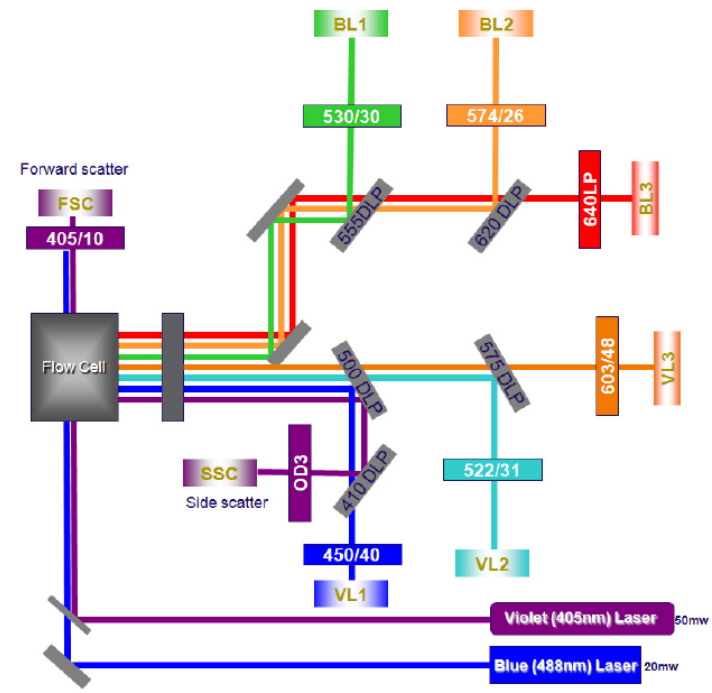 BL1
BL2
530/30
574/26
Forward scatter
FSC
405/10
555DLP
620 DLP
640LP
BL3
Flow Cell
500 DLP
575 DLP
603/48
VL3
SSC
Side scatter
OD3
410 DLP
522/31
450/40
VL1
VL2
Violet (405nm) Laser 50mw
Blue (488nm) Laser 20mw